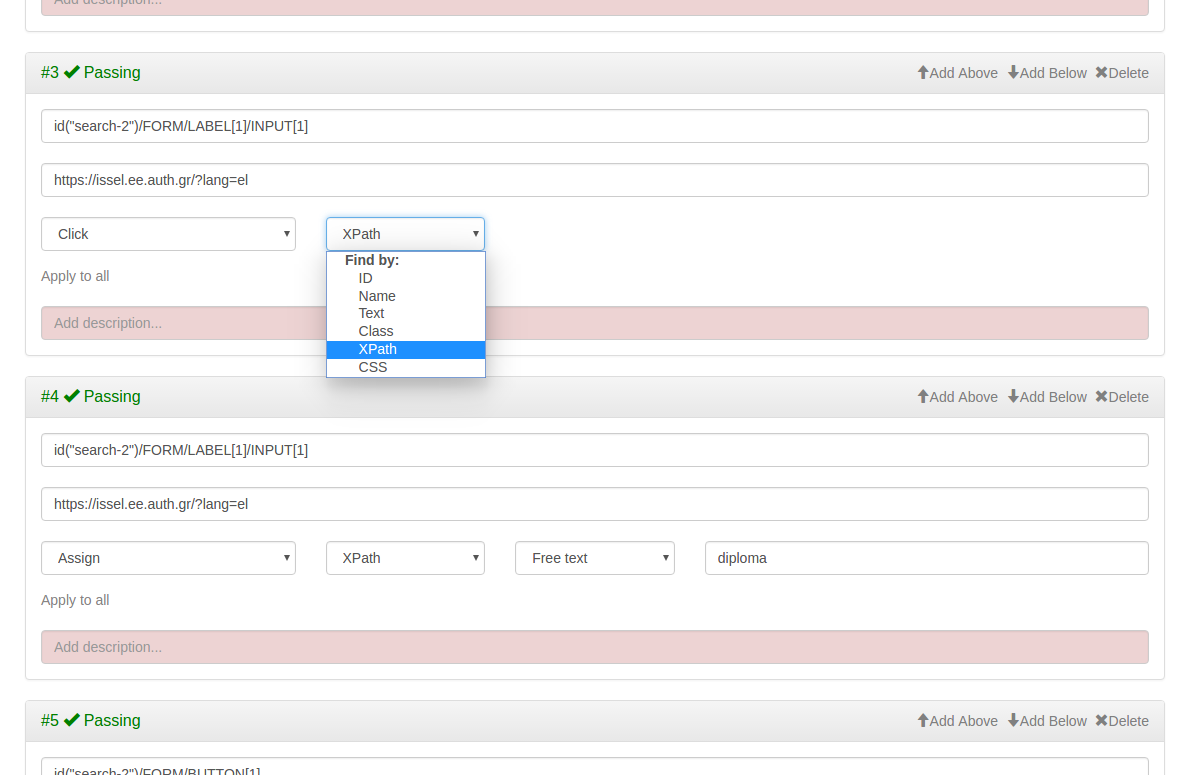 Add description...
#3 Passing
Add Above Add Below Delete
id("search-2")/FORM/LABEL[1]/INPUT[1]
https://issel.ee.auth.gr/?lang=el
Click XPath
Find by:
ID
Name
Text
Class
XPath
CSS
Apply to all
Add description...
#4 Passing
Add Above Add Below Delete
id("search-2")/FORM/LABEL[1]/INPUT[1]
https://issel.ee.auth.gr/?lang=el
Assign XPath Free text diploma
Apply to all
Add description...
#5 Passing
Add Above Add Below Delete
id("search-2")/FORM/BUTTON[1]